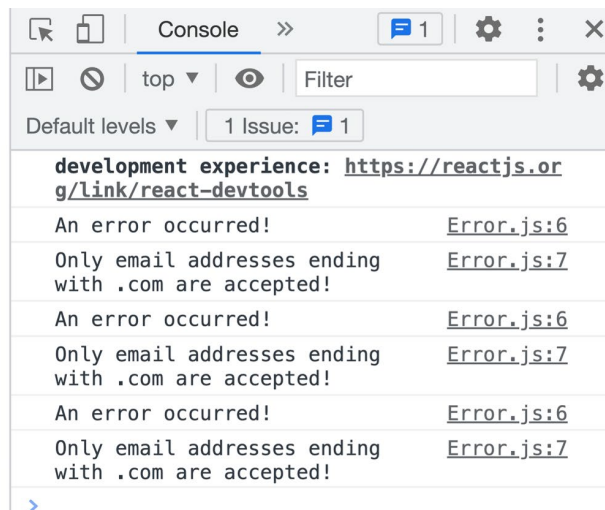 Console
1
top
Filter
Default levels
1 Issue: 1
development experience: https://reactjs.or
g/link/react-devtools
An error occurred! Error.js:6
Only email addresses ending Error.js:7
with .com are accepted!
An error occurred! Error.js:6
Only email addresses ending Error.js:7
with .com are accepted!
An error occurred! Error.js:6
Only email addresses ending Error.js:7
with .com are accepted!